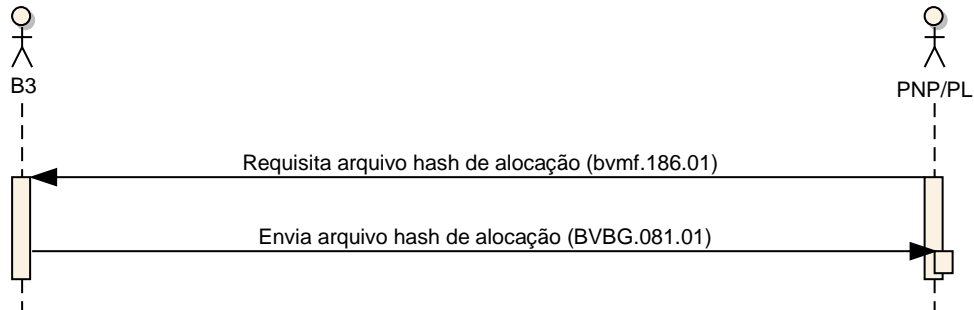 B3
PNP/PL
Requisita arquivo hash de alocação (bvmf.186.01)
Envia arquivo hash de alocação (BVBG.081.01)